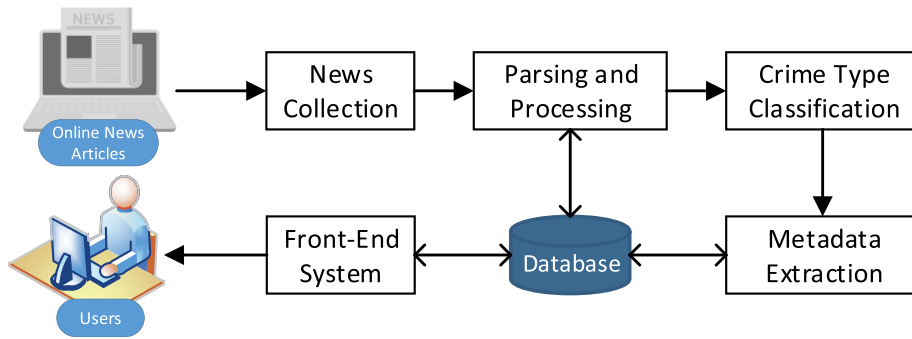 NEWS
Online News
Articles
News
Collection
Parsing and
Processing
Crime Type
Classification
Users
Front-End
System
Database
Metadata
Extraction